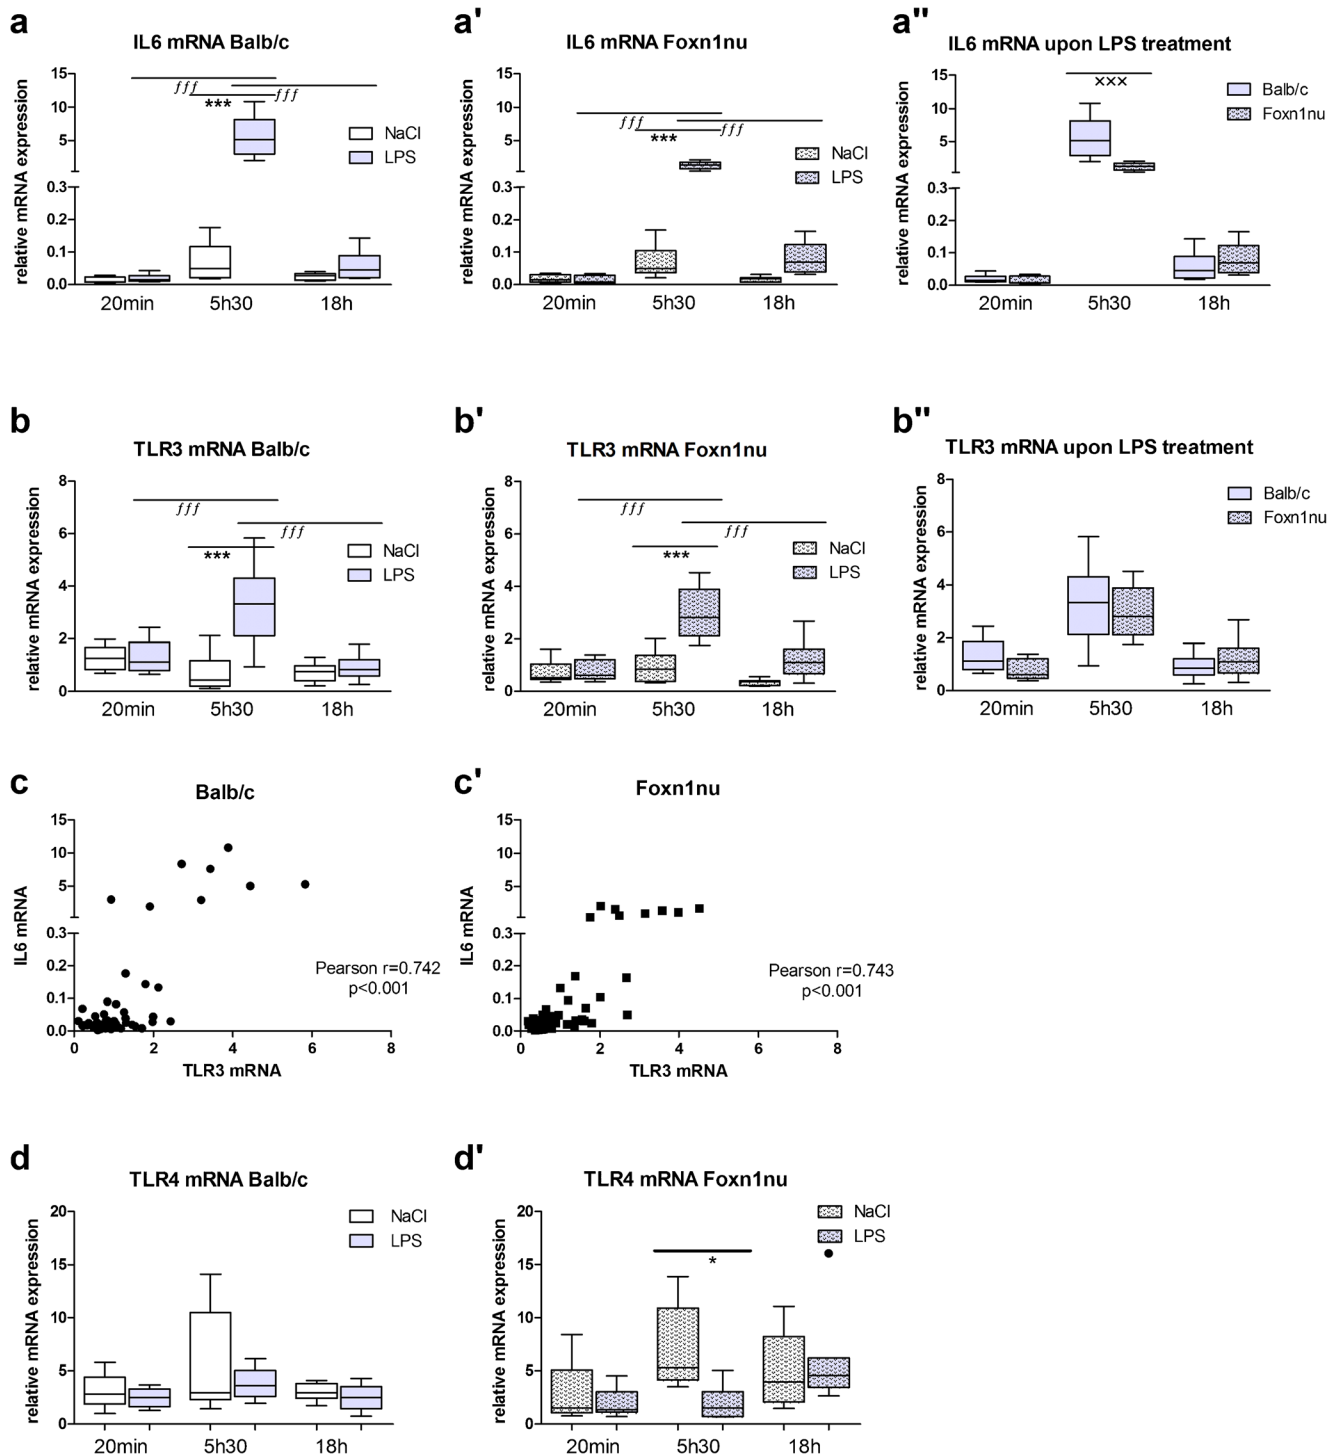 a
IL6 mRNA Balb/c
relative mRNA expression
15
10
5
0.3
0.2
0.1
0.0
fff
***
fff
NaCl
LPS
20min 5h30 18h
a'
IL6 mRNA Foxn1nu
relative mRNA expression
15
10
5
0.3
0.2
0.1
0.0
fff
***
fff
NaCl
LPS
20min 5h30 18h
a"
IL6 mRNA upon LPS treatment
relative mRNA expression
15
10
5
0.3
0.2
0.1
0.0
×××
Balb/c
Foxn1nu
20min 5h30 18h
b
TLR3 mRNA Balb/c
relative mRNA expression
8
6
4
2
0
fff
fff
***
NaCl
LPS
20min 5h30 18h
b'
TLR3 mRNA Foxn1nu
relative mRNA expression
8
6
4
2
0
fff
fff
***
NaCl
LPS
20min 5h30 18h
b"
TLR3 mRNA upon LPS treatment
relative mRNA expression
8
6
4
2
0
Balb/c
Foxn1nu
20min 5h30 18h
c
Balb/c
IL6 mRNA
15
10
5
0.3
0.2
0.1
0.0
Pearson r=0.742
p<0.001
0 2 4 6 8
TLR3 mRNA
c'
Foxn1nu
IL6 mRNA
15
10
5
0.3
0.2
0.1
0.0
Pearson r=0.743
p<0.001
0 2 4 6 8
TLR3 mRNA
d
TLR4 mRNA Balb/c
relative mRNA expression
20
15
10
5
0
NaCl
LPS
20min 5h30 18h
d'
TLR4 mRNA Foxn1nu
relative mRNA expression
20
15
10
5
0
*
NaCl
LPS
20min 5h30 18h